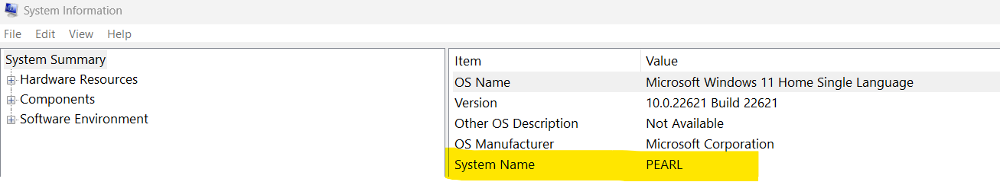 System Information
File Edit View Help
System Summary
Hardware Resources
Components
Software Environment
Item Value
OS Name Microsoft Windows 11 Home Single Language
Version 10.0.22621 Build 22621
Other OS Description Not Available
OS Manufacturer Microsoft Corporation
System Name PEARL